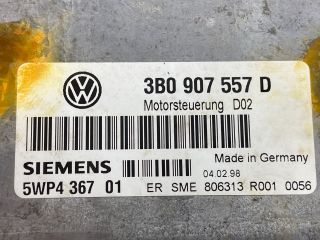 3B0 907 557 D
Motorsteuerung D02
SIEMENS
Made in Germany
04.02.98
5WP4 367 01
ER SME 806313 R001 0056